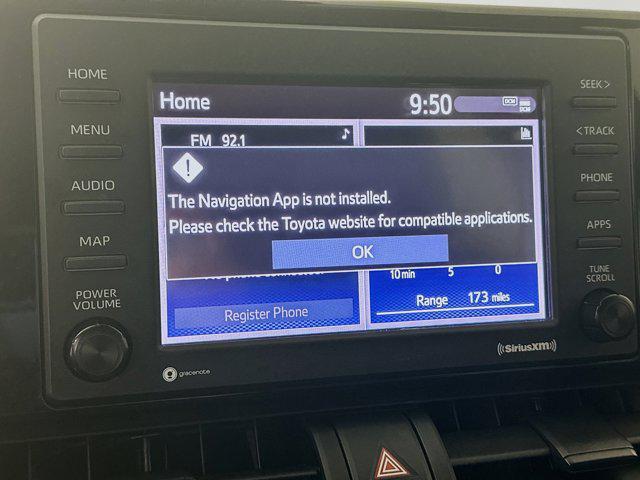 HOME
MENU
AUDIO
MAP
POWER
VOLUME
Home
9:50
DCM
DCM
FM 92.1
The Navigation App is not installed.
Please check the Toyota website for compatible applications.
OK
Register Phone
10 min 5 0
Range 173 miles
SEEK >
< TRACK
PHONE
APPS
TUNE
SCROLL
gracenote
SiriusXM